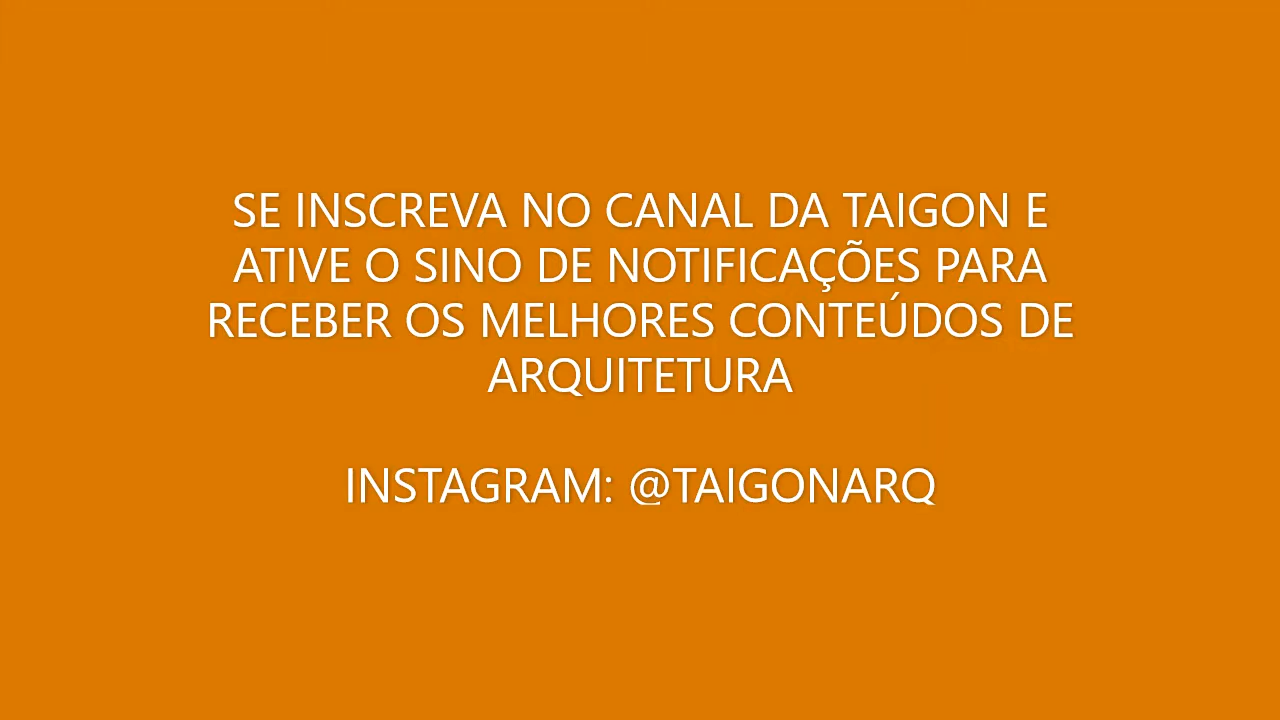 SE INSCREVA NO CANAL DA TAIGON E
ATIVE O SINO DE NOTIFICAÇÕES PARA
RECEBER OS MELHORES CONTEÚDOS DE
ARQUITETURA
INSTAGRAM: @TAIGONARQ